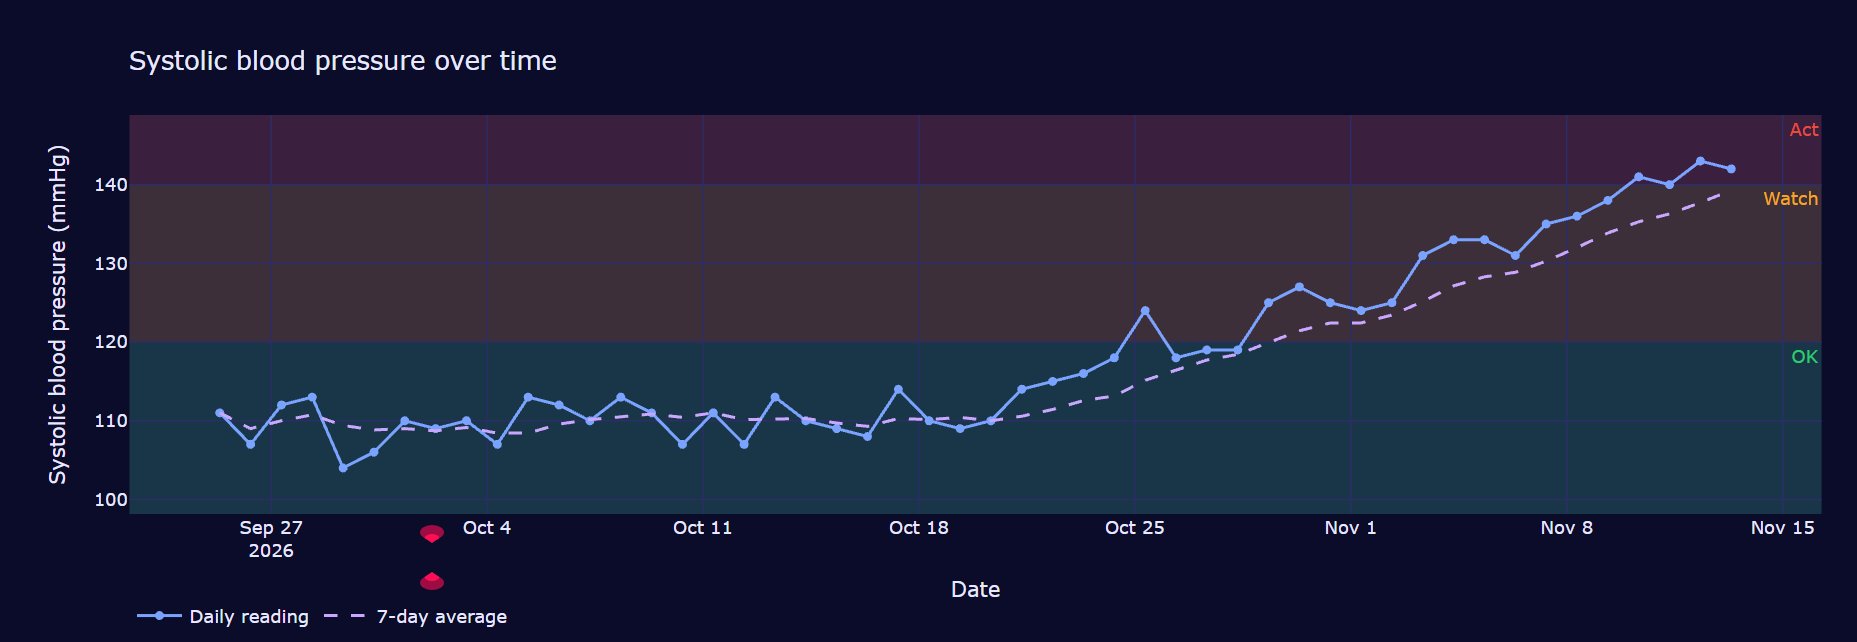 Systolic blood pressure over time
Systolic blood pressure (mmHg)
Act
140
Watch
130
120
OK
110
100
Sep 27 Oct 4 Oct 11 Oct 18 Oct 25 Nov 1 Nov 8 Nov 15
2026
Date
Daily reading 7-day average